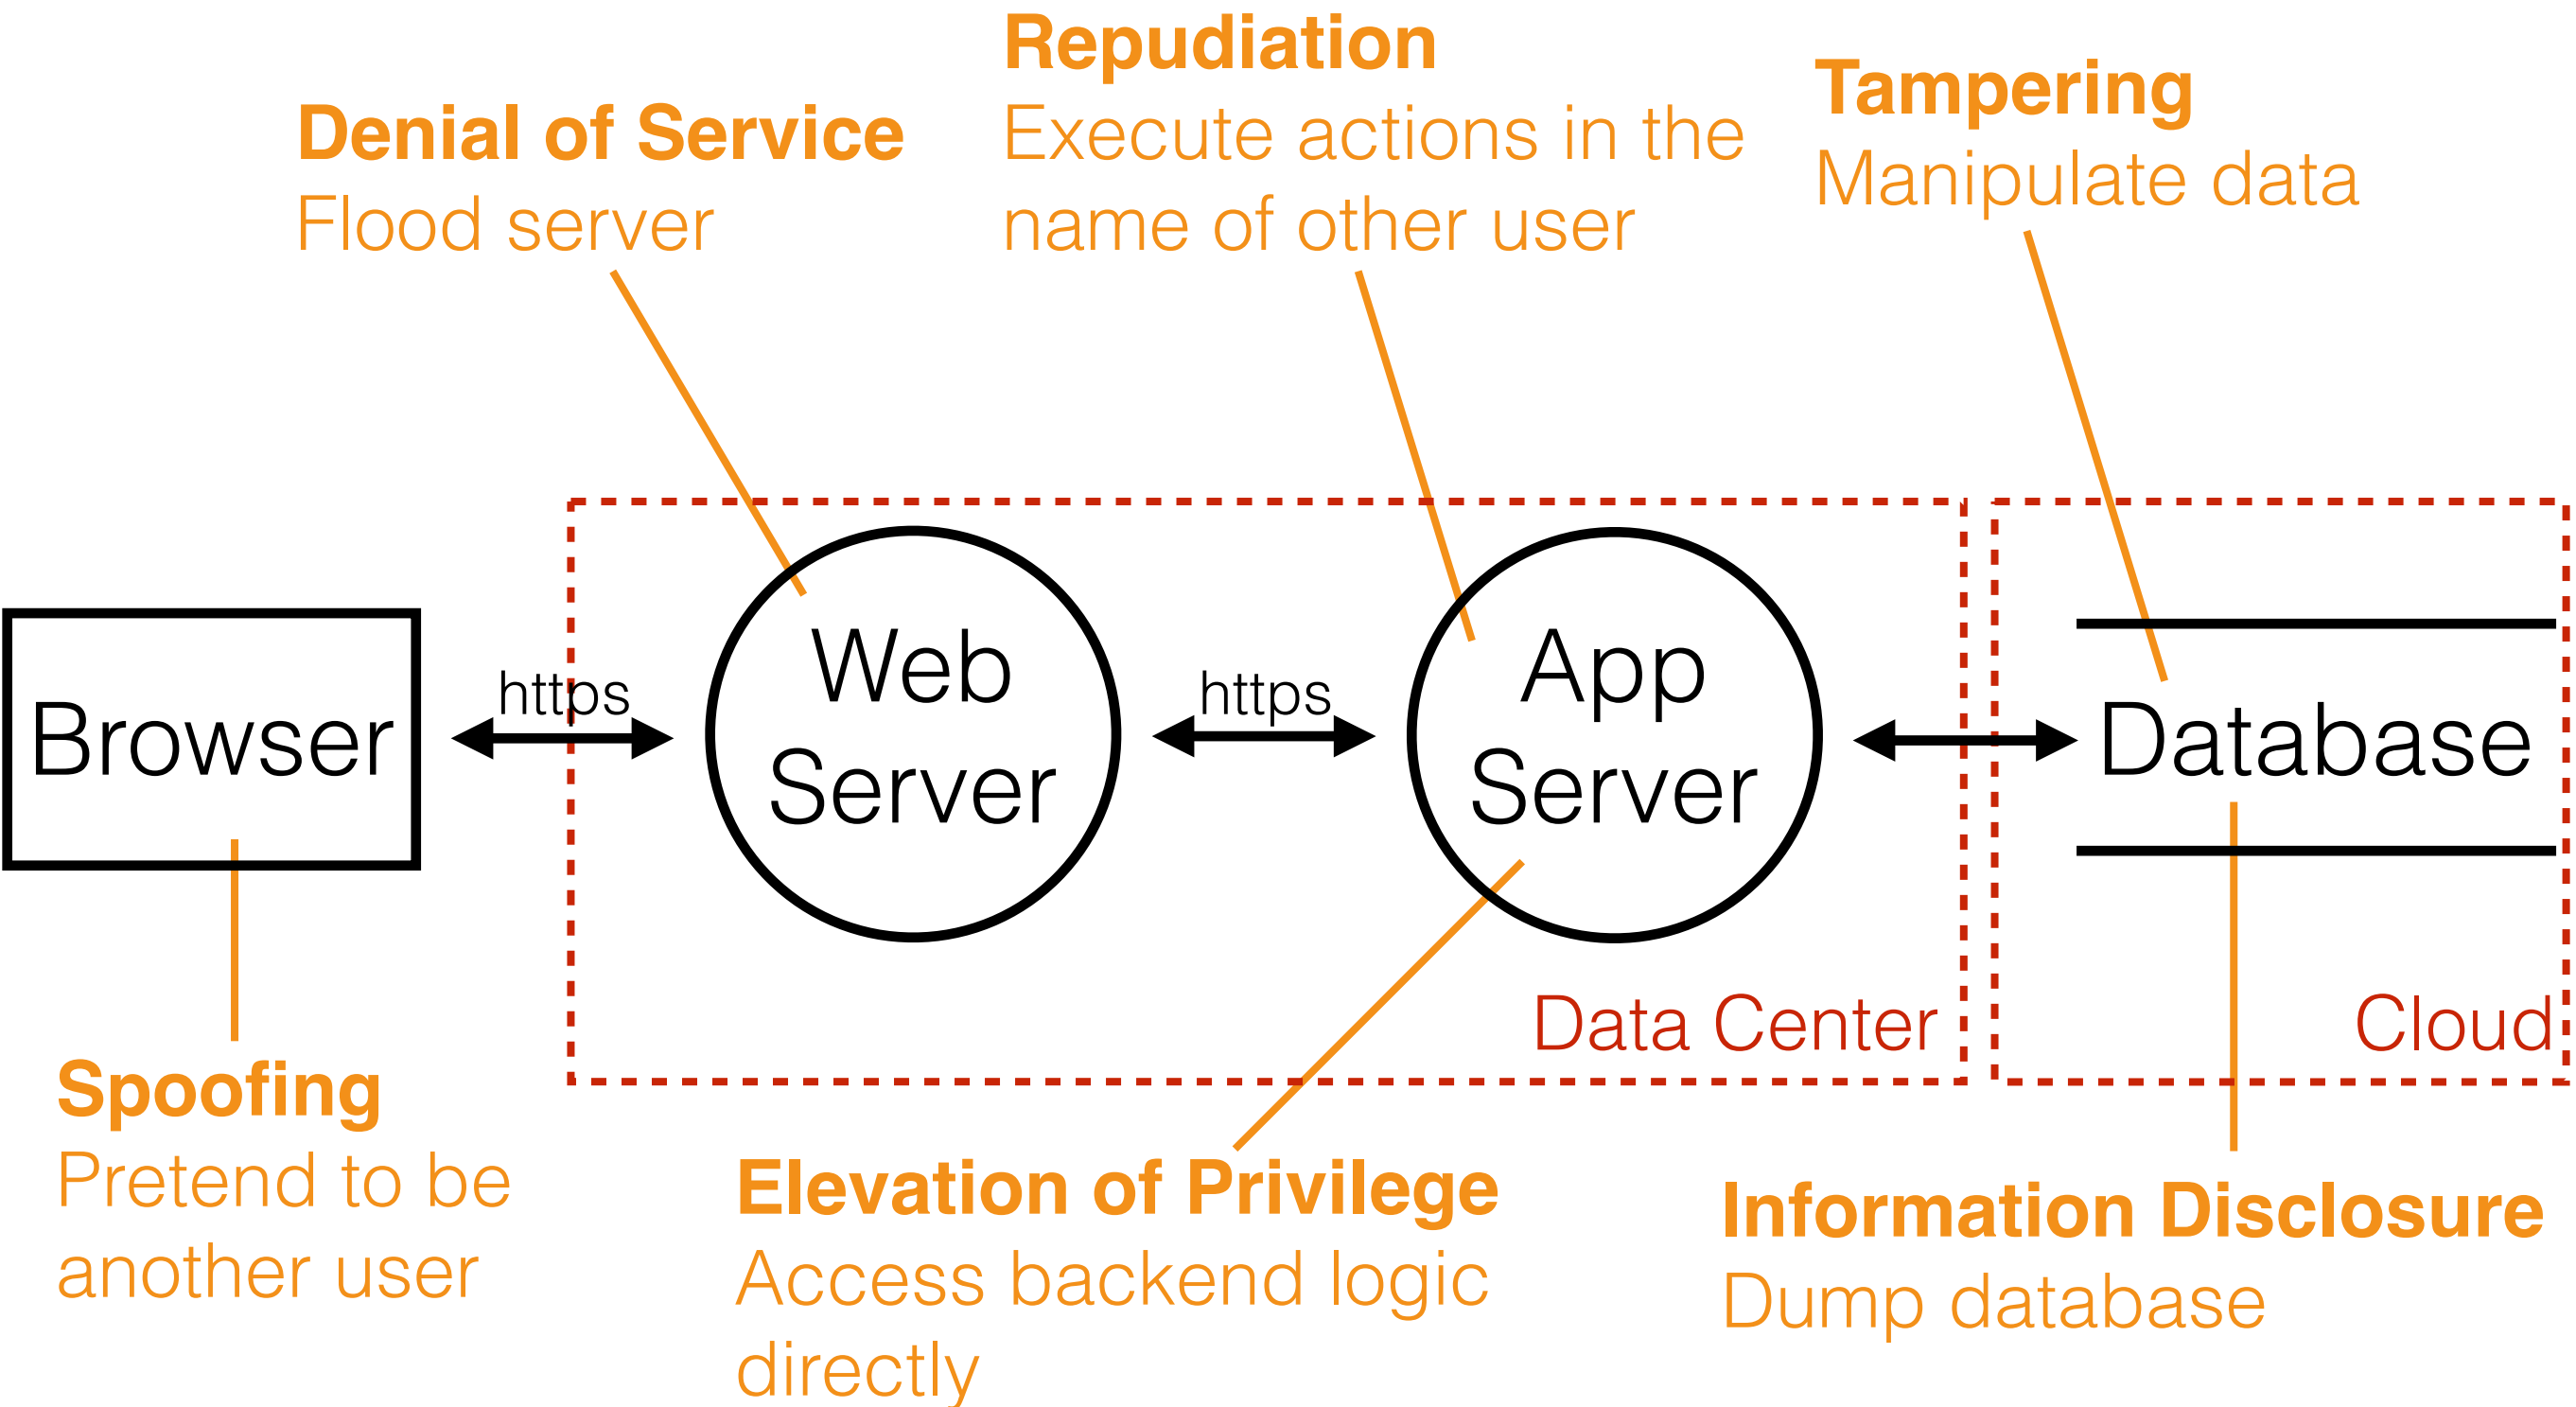 Repudiation
Execute actions in the
name of other user
Denial of Service
Flood server
Tampering
Manipulate data
Browser
https
Web
Server
https
App
Server
Database
Data Center
Cloud
Spoofing
Pretend to be
another user
Elevation of Privilege
Access backend logic
directly
Information Disclosure
Dump database